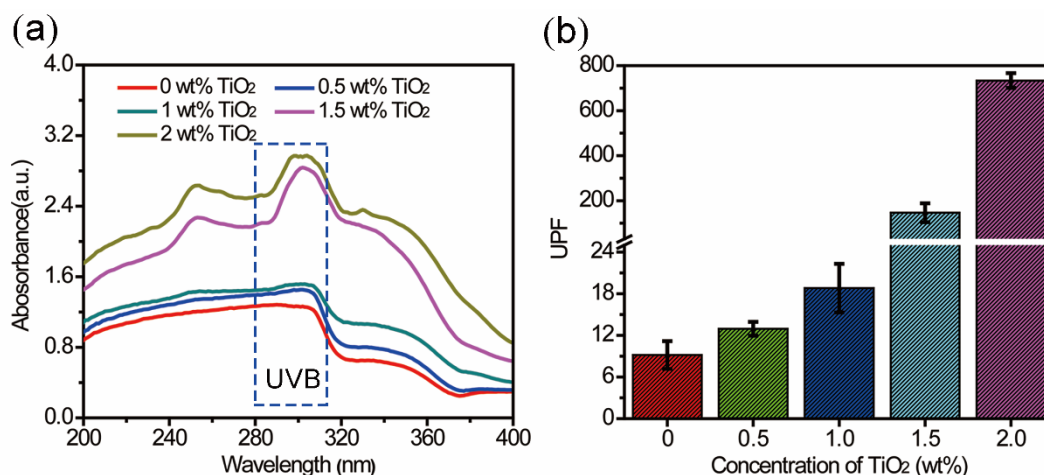 (a)
4.0
3.2
2.4
1.6
0.8
0.0
Abosorbance(a.u.)
0 wt% TiO₂
0.5 wt% TiO₂
1 wt% TiO₂
1.5 wt% TiO₂
2 wt% TiO₂
UVB
200 240 280 320 360 400
Wavelength (nm)
(b)
800
600
200
24
18
12
6
0
UPF
0 0.5 1.0 1.5 2.0
Concentration of TiO₂ (wt%)